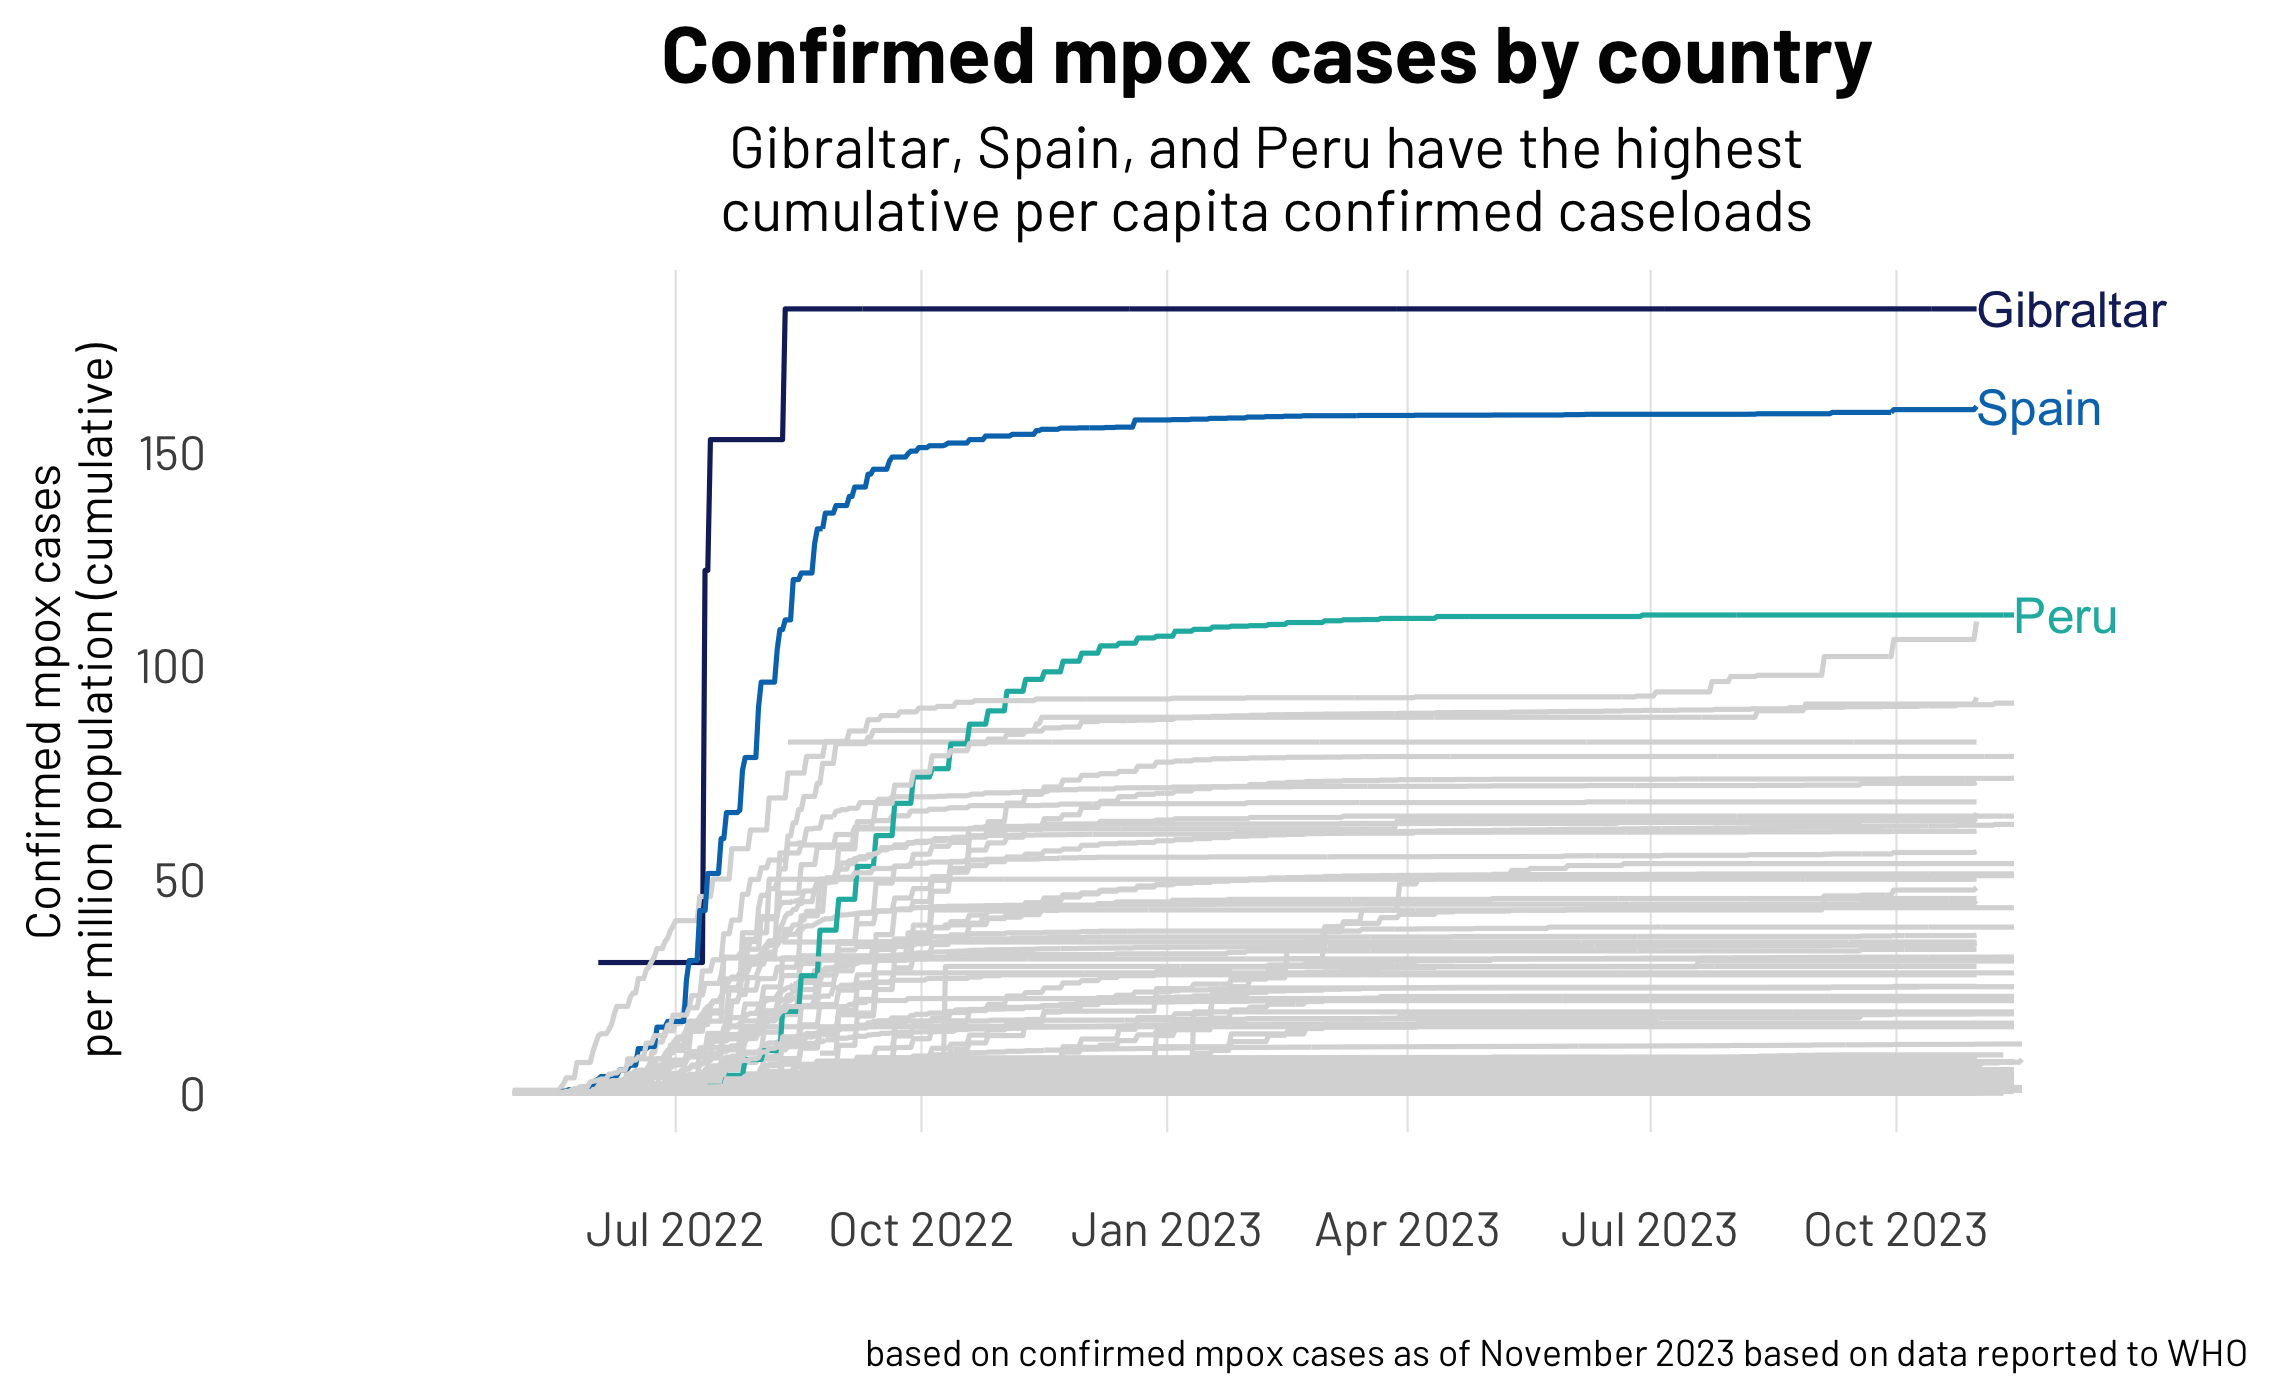 Confirmed mpox cases by country
Gibraltar, Spain, and Peru have the highest
cumulative per capita confirmed caseloads
Confirmed mpox cases
per million population (cumulative)
150
100
50
0
Gibraltar
Spain
Peru
Jul 2022
Oct 2022
Jan 2023
Apr 2023
Jul 2023
Oct 2023
based on confirmed mpox cases as of November 2023 based on data reported to WHO